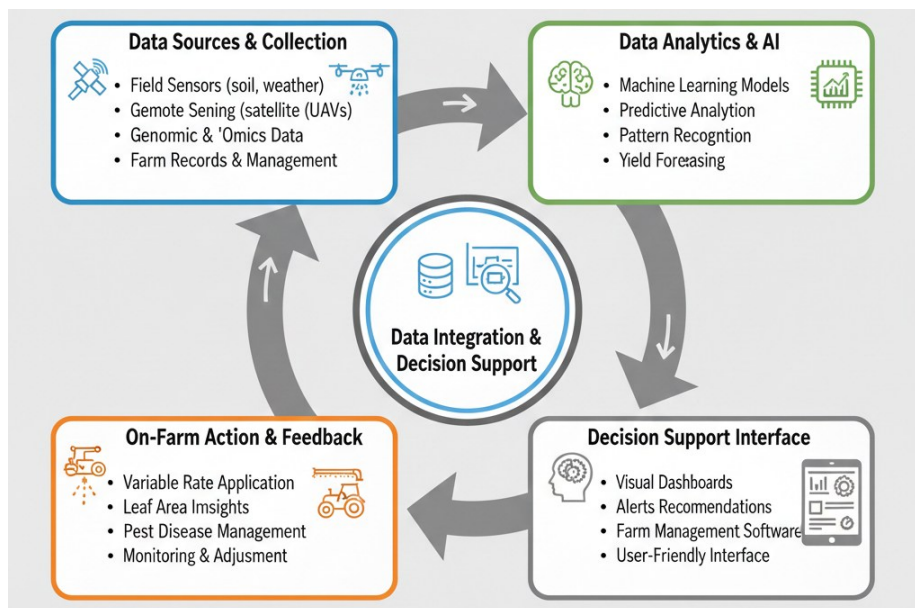 Data Sources & Collection
• Field Sensors (soil, weather)
• Gemote Sening (satellite (UAVs)
• Genomic & 'Omics Data
• Farm Records & Management
Data Analytics & AI
• Machine Learning Models
• Predictive Analytion
• Pattern Recogntion
• Yield Foreasing
Data Integration &
Decision Support
On-Farm Action & Feedback
• Variable Rate Application
• Leaf Area Imsights
• Pest Disease Management
• Monitoring & Adjusment
Decision Support Interface
• Visual Dashboards
• Alerts Recomendations
• Farm Management Software
• User-Friendly Interface